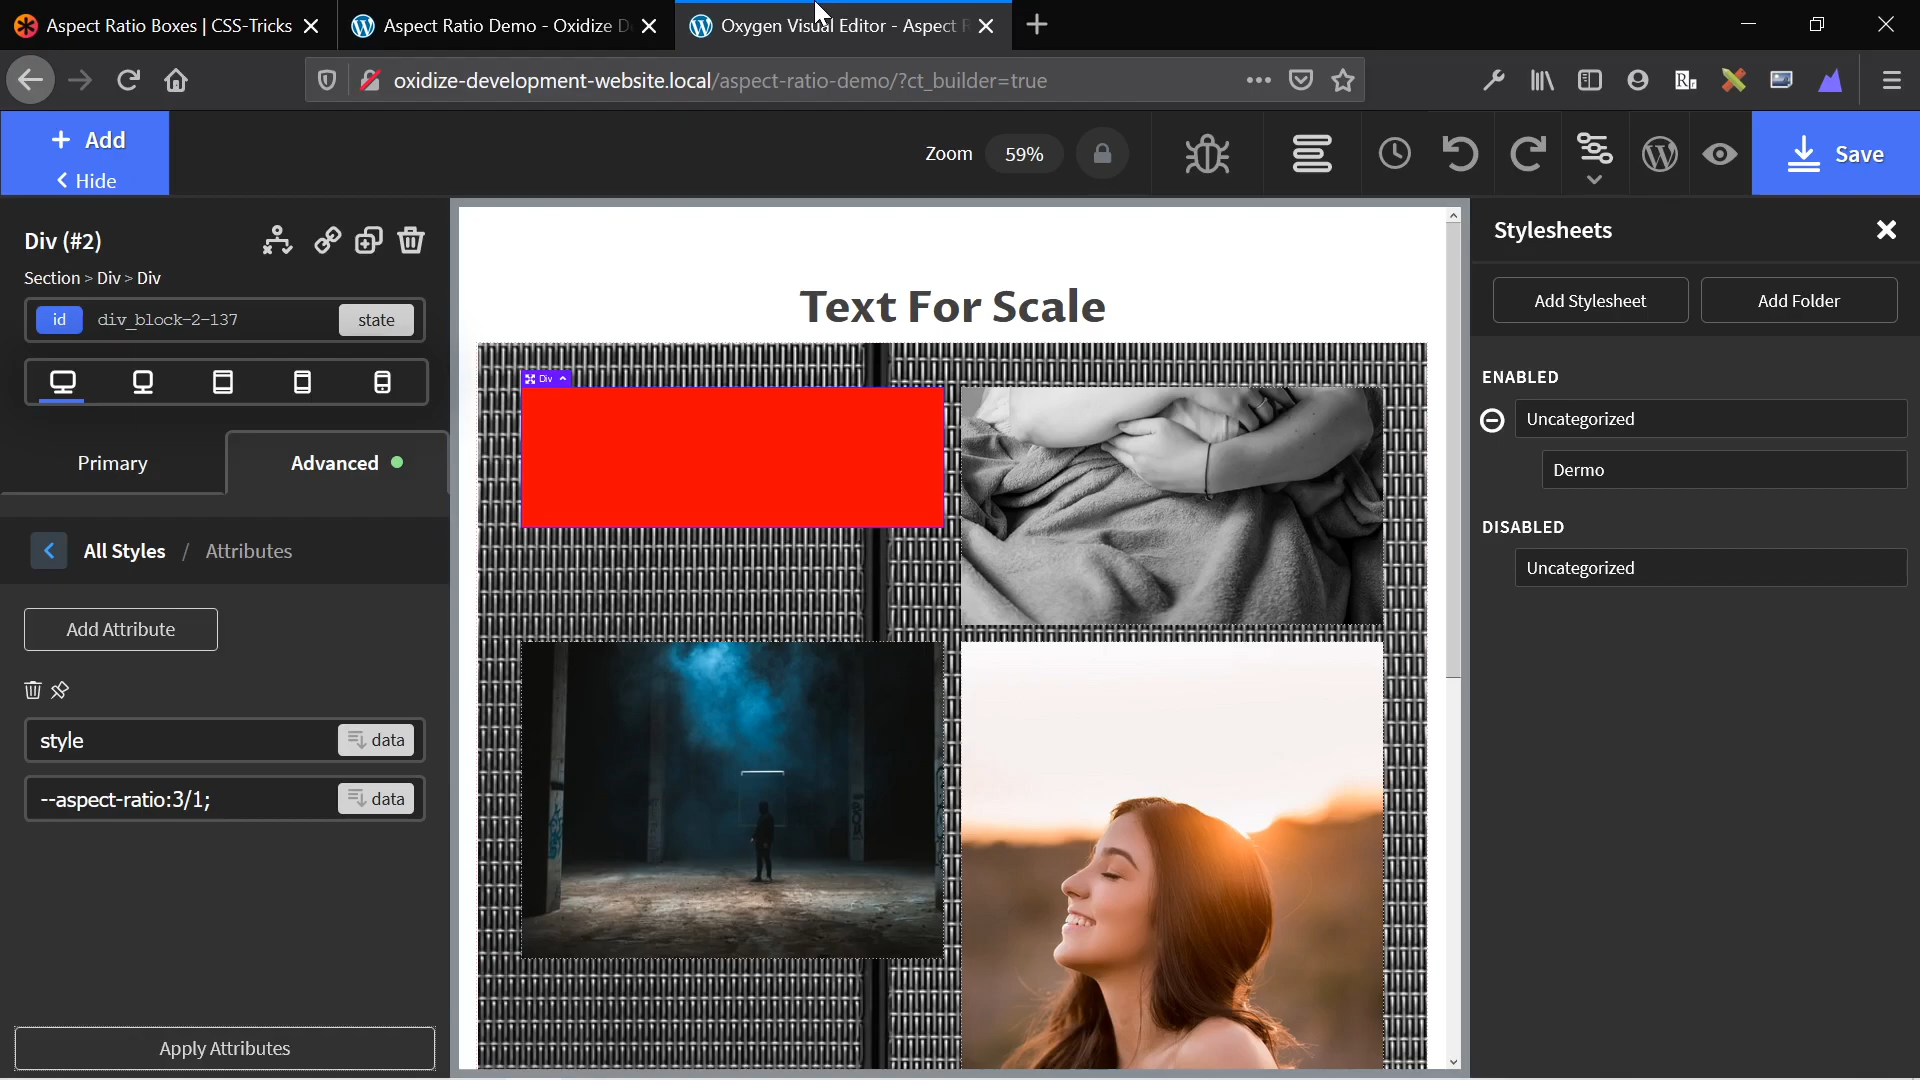 Aspect Ratio Boxes | CSS-Tricks
Aspect Ratio Demo - Oxidize D
Oxygen Visual Editor - Aspect R
oxidize-development-website.local/aspect-ratio-demo/?ct_builder=true
+ Add
< Hide
Zoom 59%
Save
Div (#2)
Section > Div > Div
id div_block-2-137 state
Primary
Advanced
All Styles / Attributes
Add Attribute
style data
--aspect-ratio:3/1; data
Apply Attributes
Text For Scale
Div
Stylesheets
Add Stylesheet
Add Folder
ENABLED
Uncategorized
Dermo
DISABLED
Uncategorized